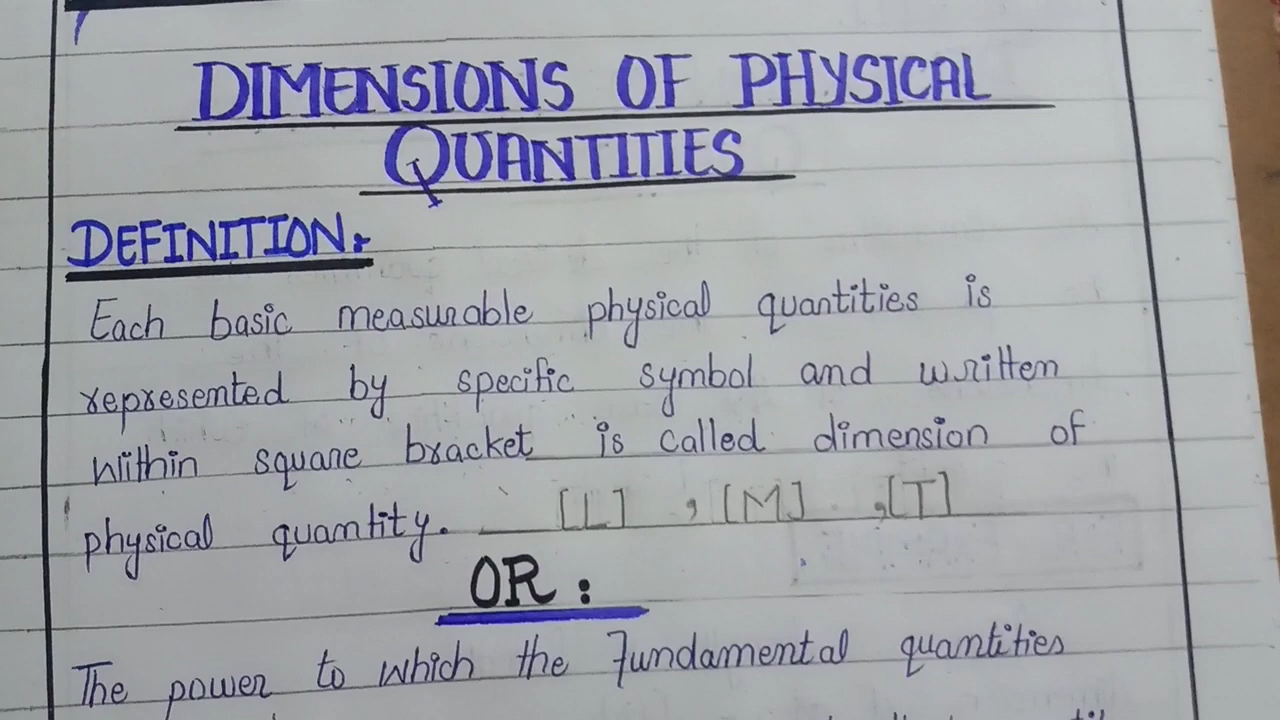 DIMENSIONS OF PHYSICAL
QUANTITIES
DEFINITION:
Each basic measurable physical quantities is
represented by specific symbol and written
within square bracket is called dimension of
physical quantity. [L] , [M] , [T]
OR :
The power to which the fundamental quantities